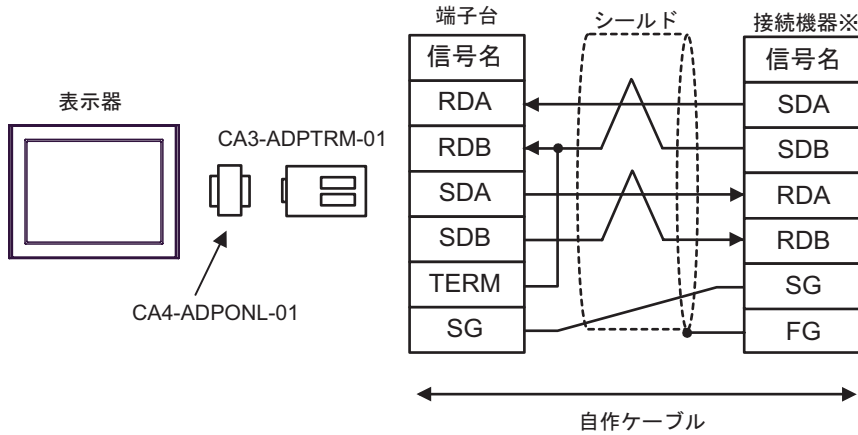 端子台
シールド
接続機器※
信号名
信号名
RDA
SDA
RDB
SDB
SDA
RDA
SDB
RDB
TERM
SG
SG
FG
表示器
CA3-ADPTRM-01
CA4-ADPONL-01
自作ケーブル